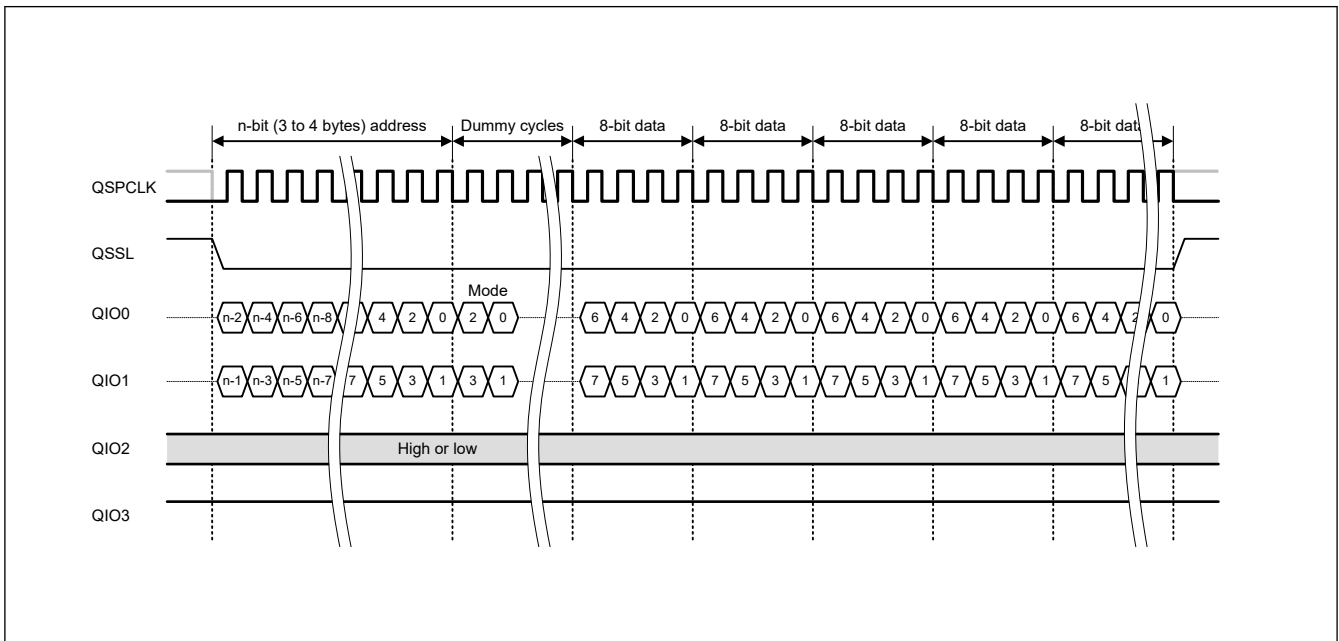 n-bit (3 to 4 bytes) address Dummy cycles 8-bit data 8-bit data 8-bit data 8-bit data 8-bit data
QSPCLK
QSSL
Mode
QIO0 n-2 n-4 n-6 n-8 4 2 0 2 0 6 4 2 0 6 4 2 0 6 4 2 0 6 4 2 0 6 4 2 0
QIO1 n-1 n-3 n-5 n-7 7 5 3 1 3 1 7 5 3 1 7 5 3 1 7 5 3 1 7 5 3 1 7 5 1
QIO2 High or low
QIO3